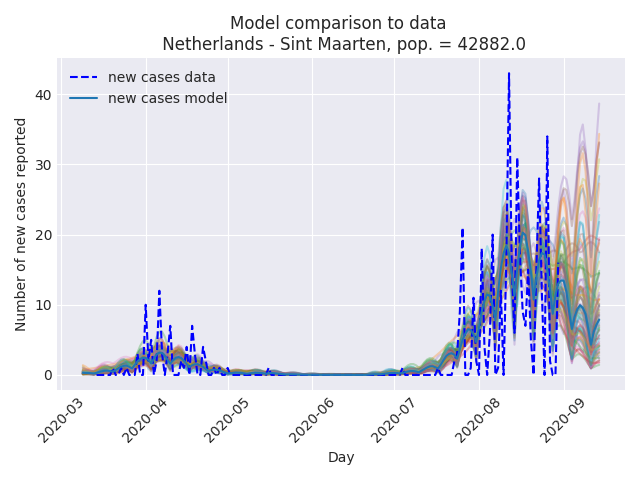 Model comparison to data
Netherlands - Sint Maarten, pop. = 42882.0
new cases data
new cases model
Number of new cases reported
40
30
20
10
0
2020-03
2020-04
2020-05
2020-06
2020-07
2020-08
2020-09
Day